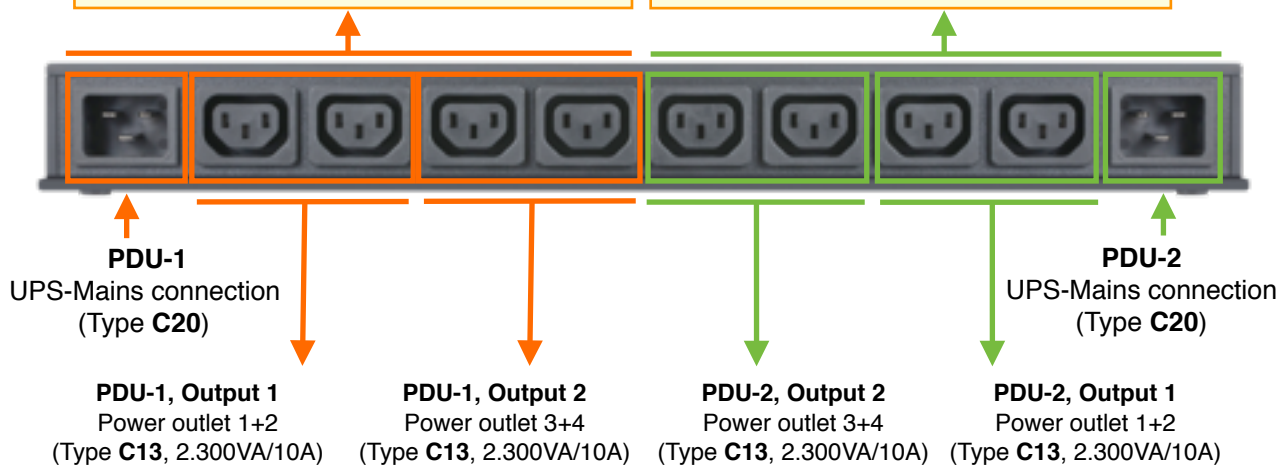 PDU-1
UPS-Mains connection
(Type C20)
PDU-2
UPS-Mains connection
(Type C20)
PDU-1, Output 1
Power outlet 1+2
(Type C13, 2.300VA/10A)
PDU-1, Output 2
Power outlet 3+4
(Type C13, 2.300VA/10A)
PDU-2, Output 2
Power outlet 3+4
(Type C13, 2.300VA/10A)
PDU-2, Output 1
Power outlet 1+2
(Type C13, 2.300VA/10A)